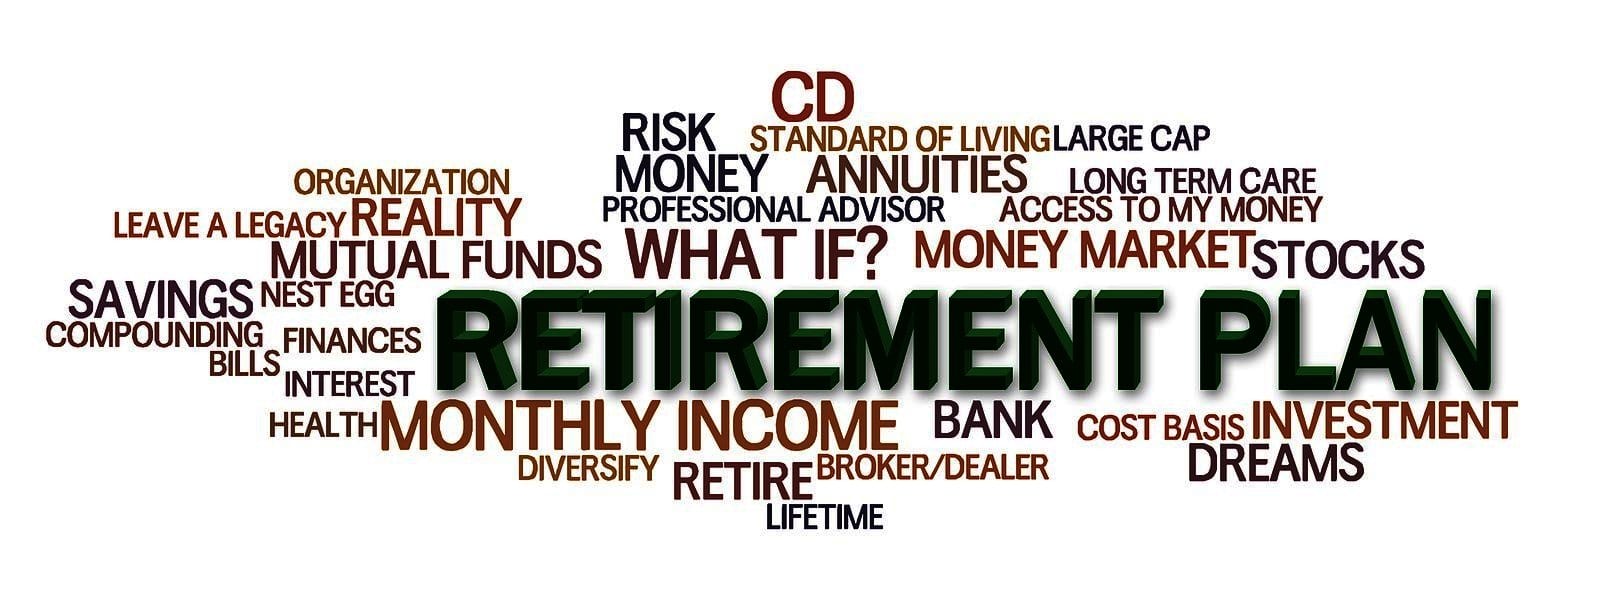 CD
RISK
STANDARD OF LIVING
LARGE CAP
MONEY
ANNUITIES
LONG TERM CARE
ORGANIZATION
PROFESSIONAL ADVISOR
ACCESS TO MY MONEY
LEAVE A LEGACY
REALITY
MUTUAL FUNDS
WHAT IF?
MONEY MARKET
STOCKS
SAVINGS
NEST EGG
RETIREMENT PLAN
COMPOUNDING
FINANCES
BILLS
INTEREST
HEALTH
MONTHLY INCOME
BANK
COST BASIS
INVESTMENT
DIVERSIFY
RETIRE
BROKER/DEALER
DREAMS
LIFETIME